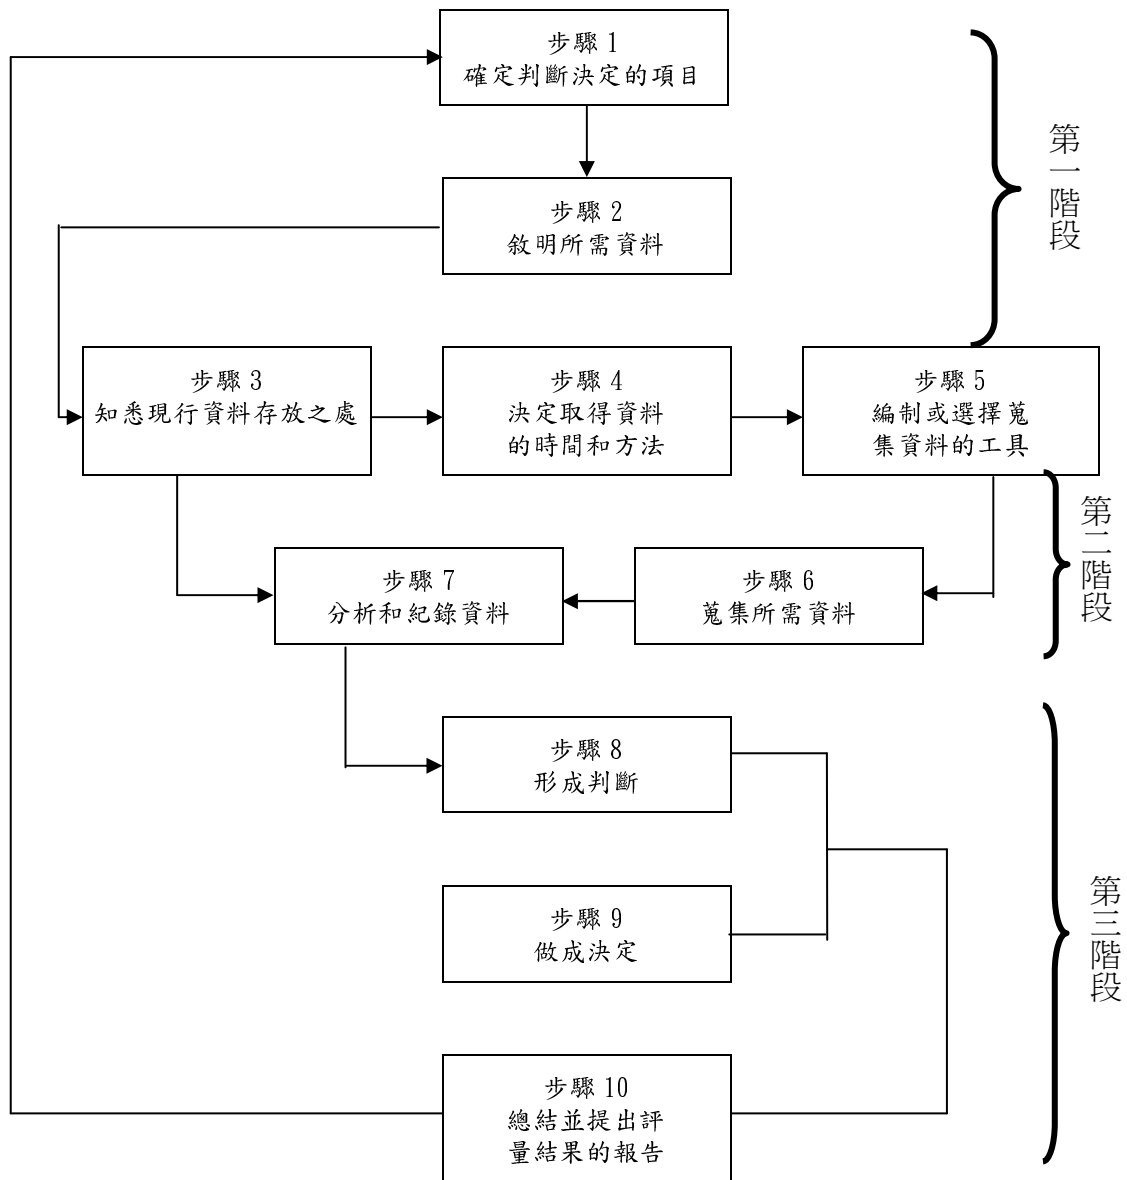 步驟 1
確定判斷決定的項目
第一階段
步驟 2
敘明所需資料
步驟 3
知悉現行資料存放之處
步驟 4
決定取得資料
的時間和方法
步驟 5
編制或選擇蒐
集資料的工具
第二階段
步驟 7
分析和紀錄資料
步驟 6
蒐集所需資料
步驟 8
形成判斷
第三階段
步驟 9
做成決定
步驟 10
總結並提出評
量結果的報告